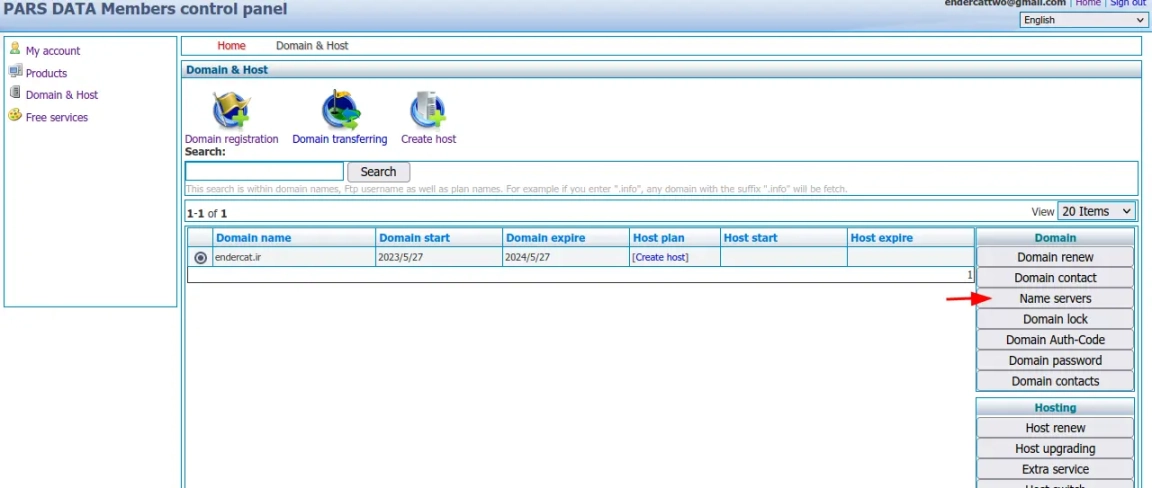 PARS DATA Members control panel
endercattwo@gmail.com | Home | Sign out
English
My account
Products
Domain & Host
Free services
Home Domain & Host
Domain & Host
Domain registration Domain transferring Create host
Search:
Search
This search is within domain names, Ftp username as well as plan names. For example if you enter ".info", any domain with the suffix ".info" will be fetch.
1-1 of 1 View 20 Items
Domain name Domain start Domain expire Host plan Host start Host expire
endercat.ir 2023/5/27 2024/5/27 [Create host]
1
Domain
Domain renew
Domain contact
Name servers
Domain lock
Domain Auth-Code
Domain password
Domain contacts
Hosting
Host renew
Host upgrading
Extra service
Host switch